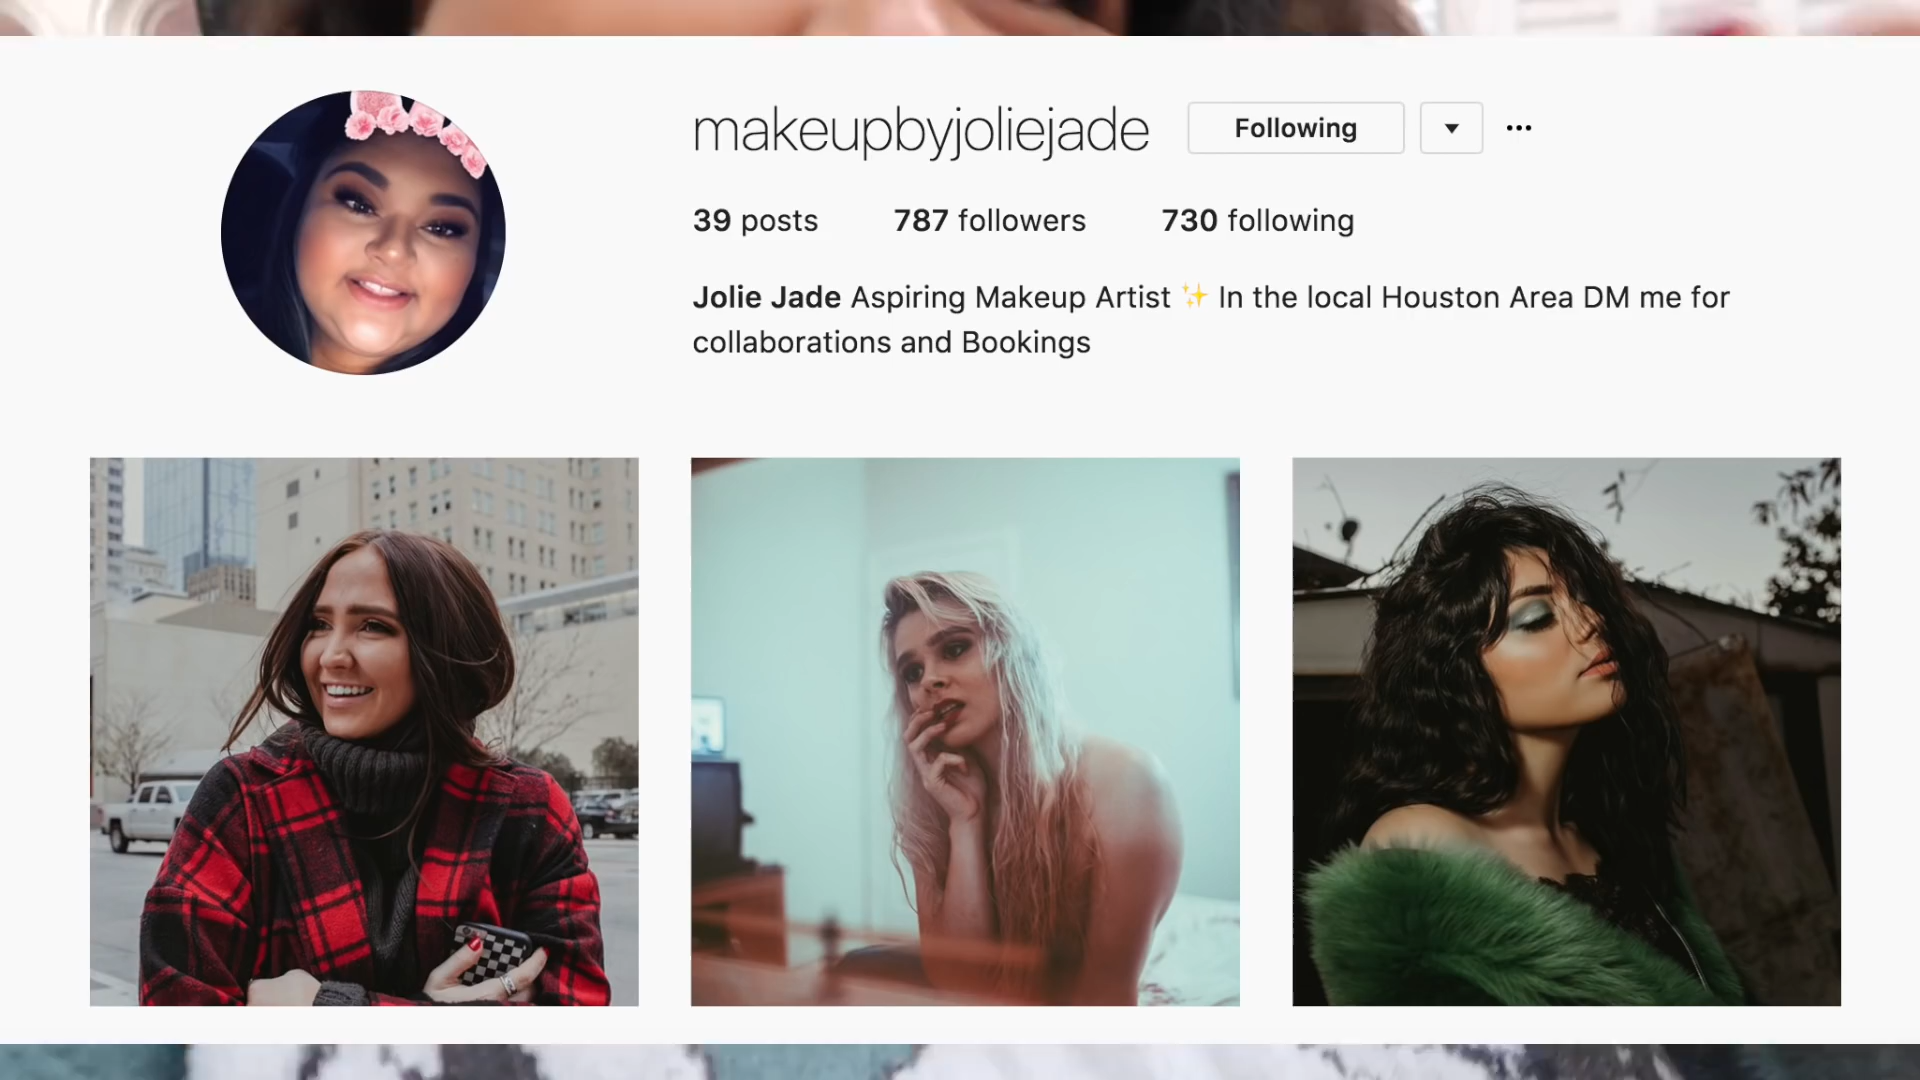 makeupbyjoliejade Following
39 posts 787 followers 730 following
Jolie Jade Aspiring Makeup Artist ✨ In the local Houston Area DM me for
collaborations and Bookings